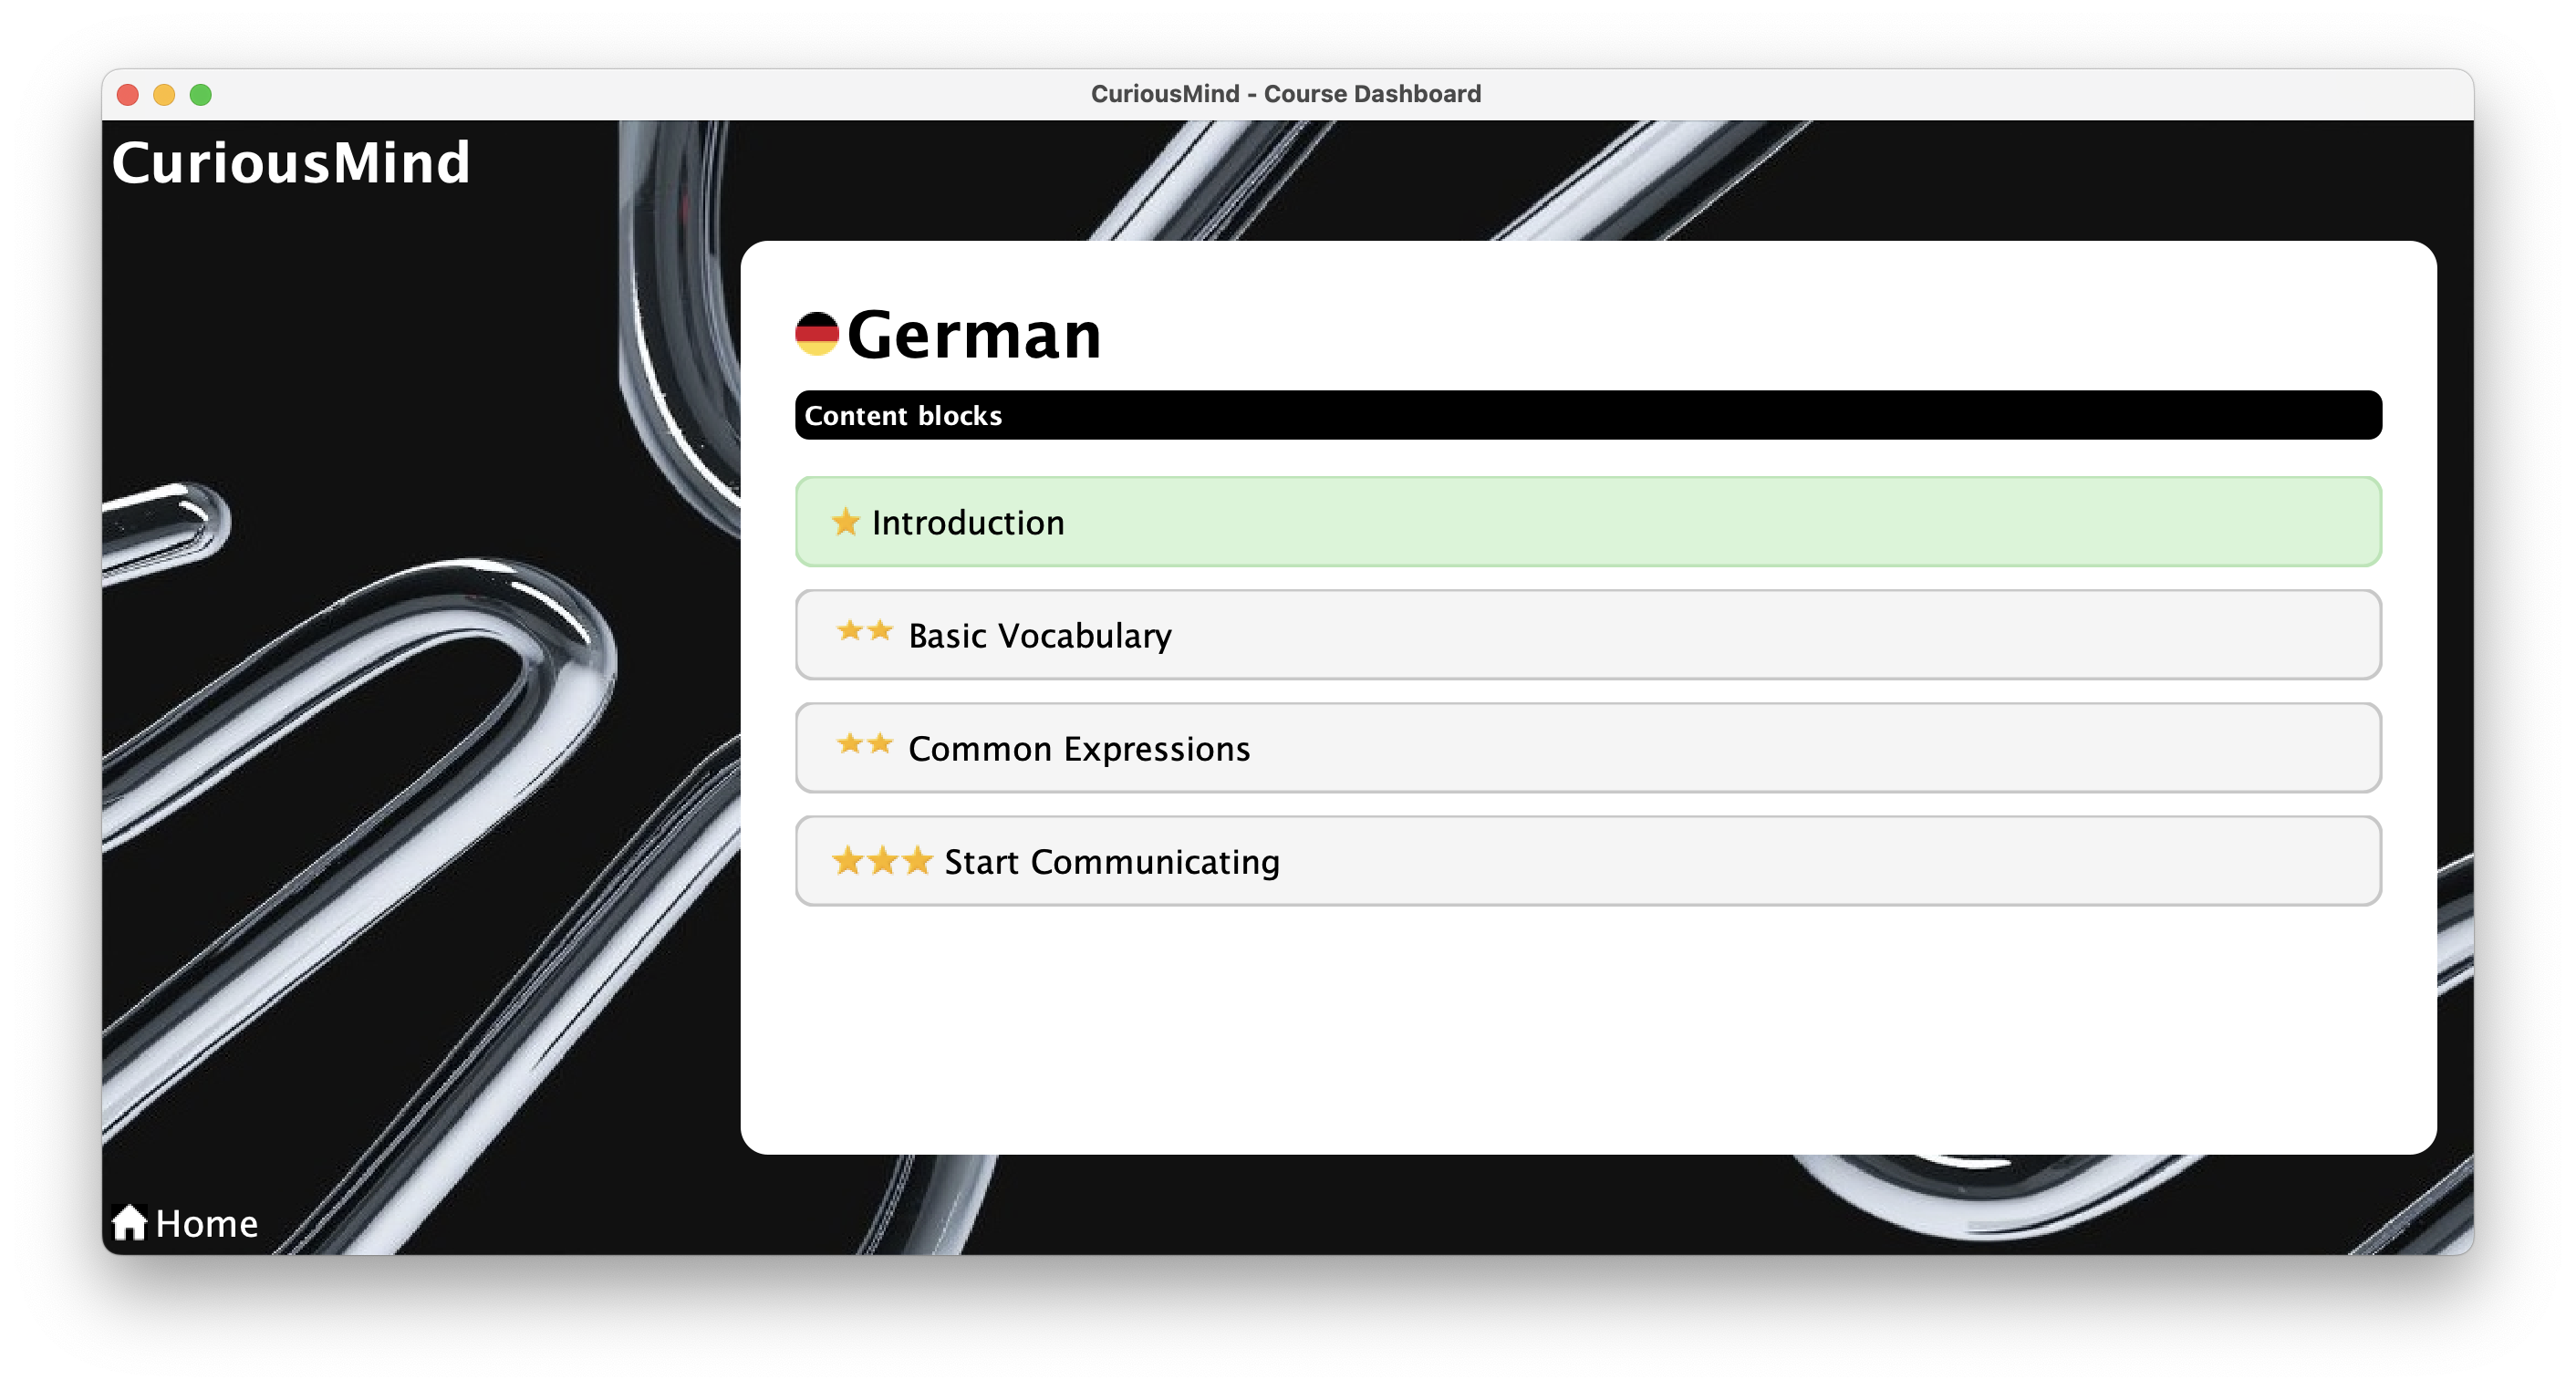 CuriousMind - Course Dashboard
CuriousMind
German
Content blocks
Introduction
Basic Vocabulary
Common Expressions
Start Communicating
Home